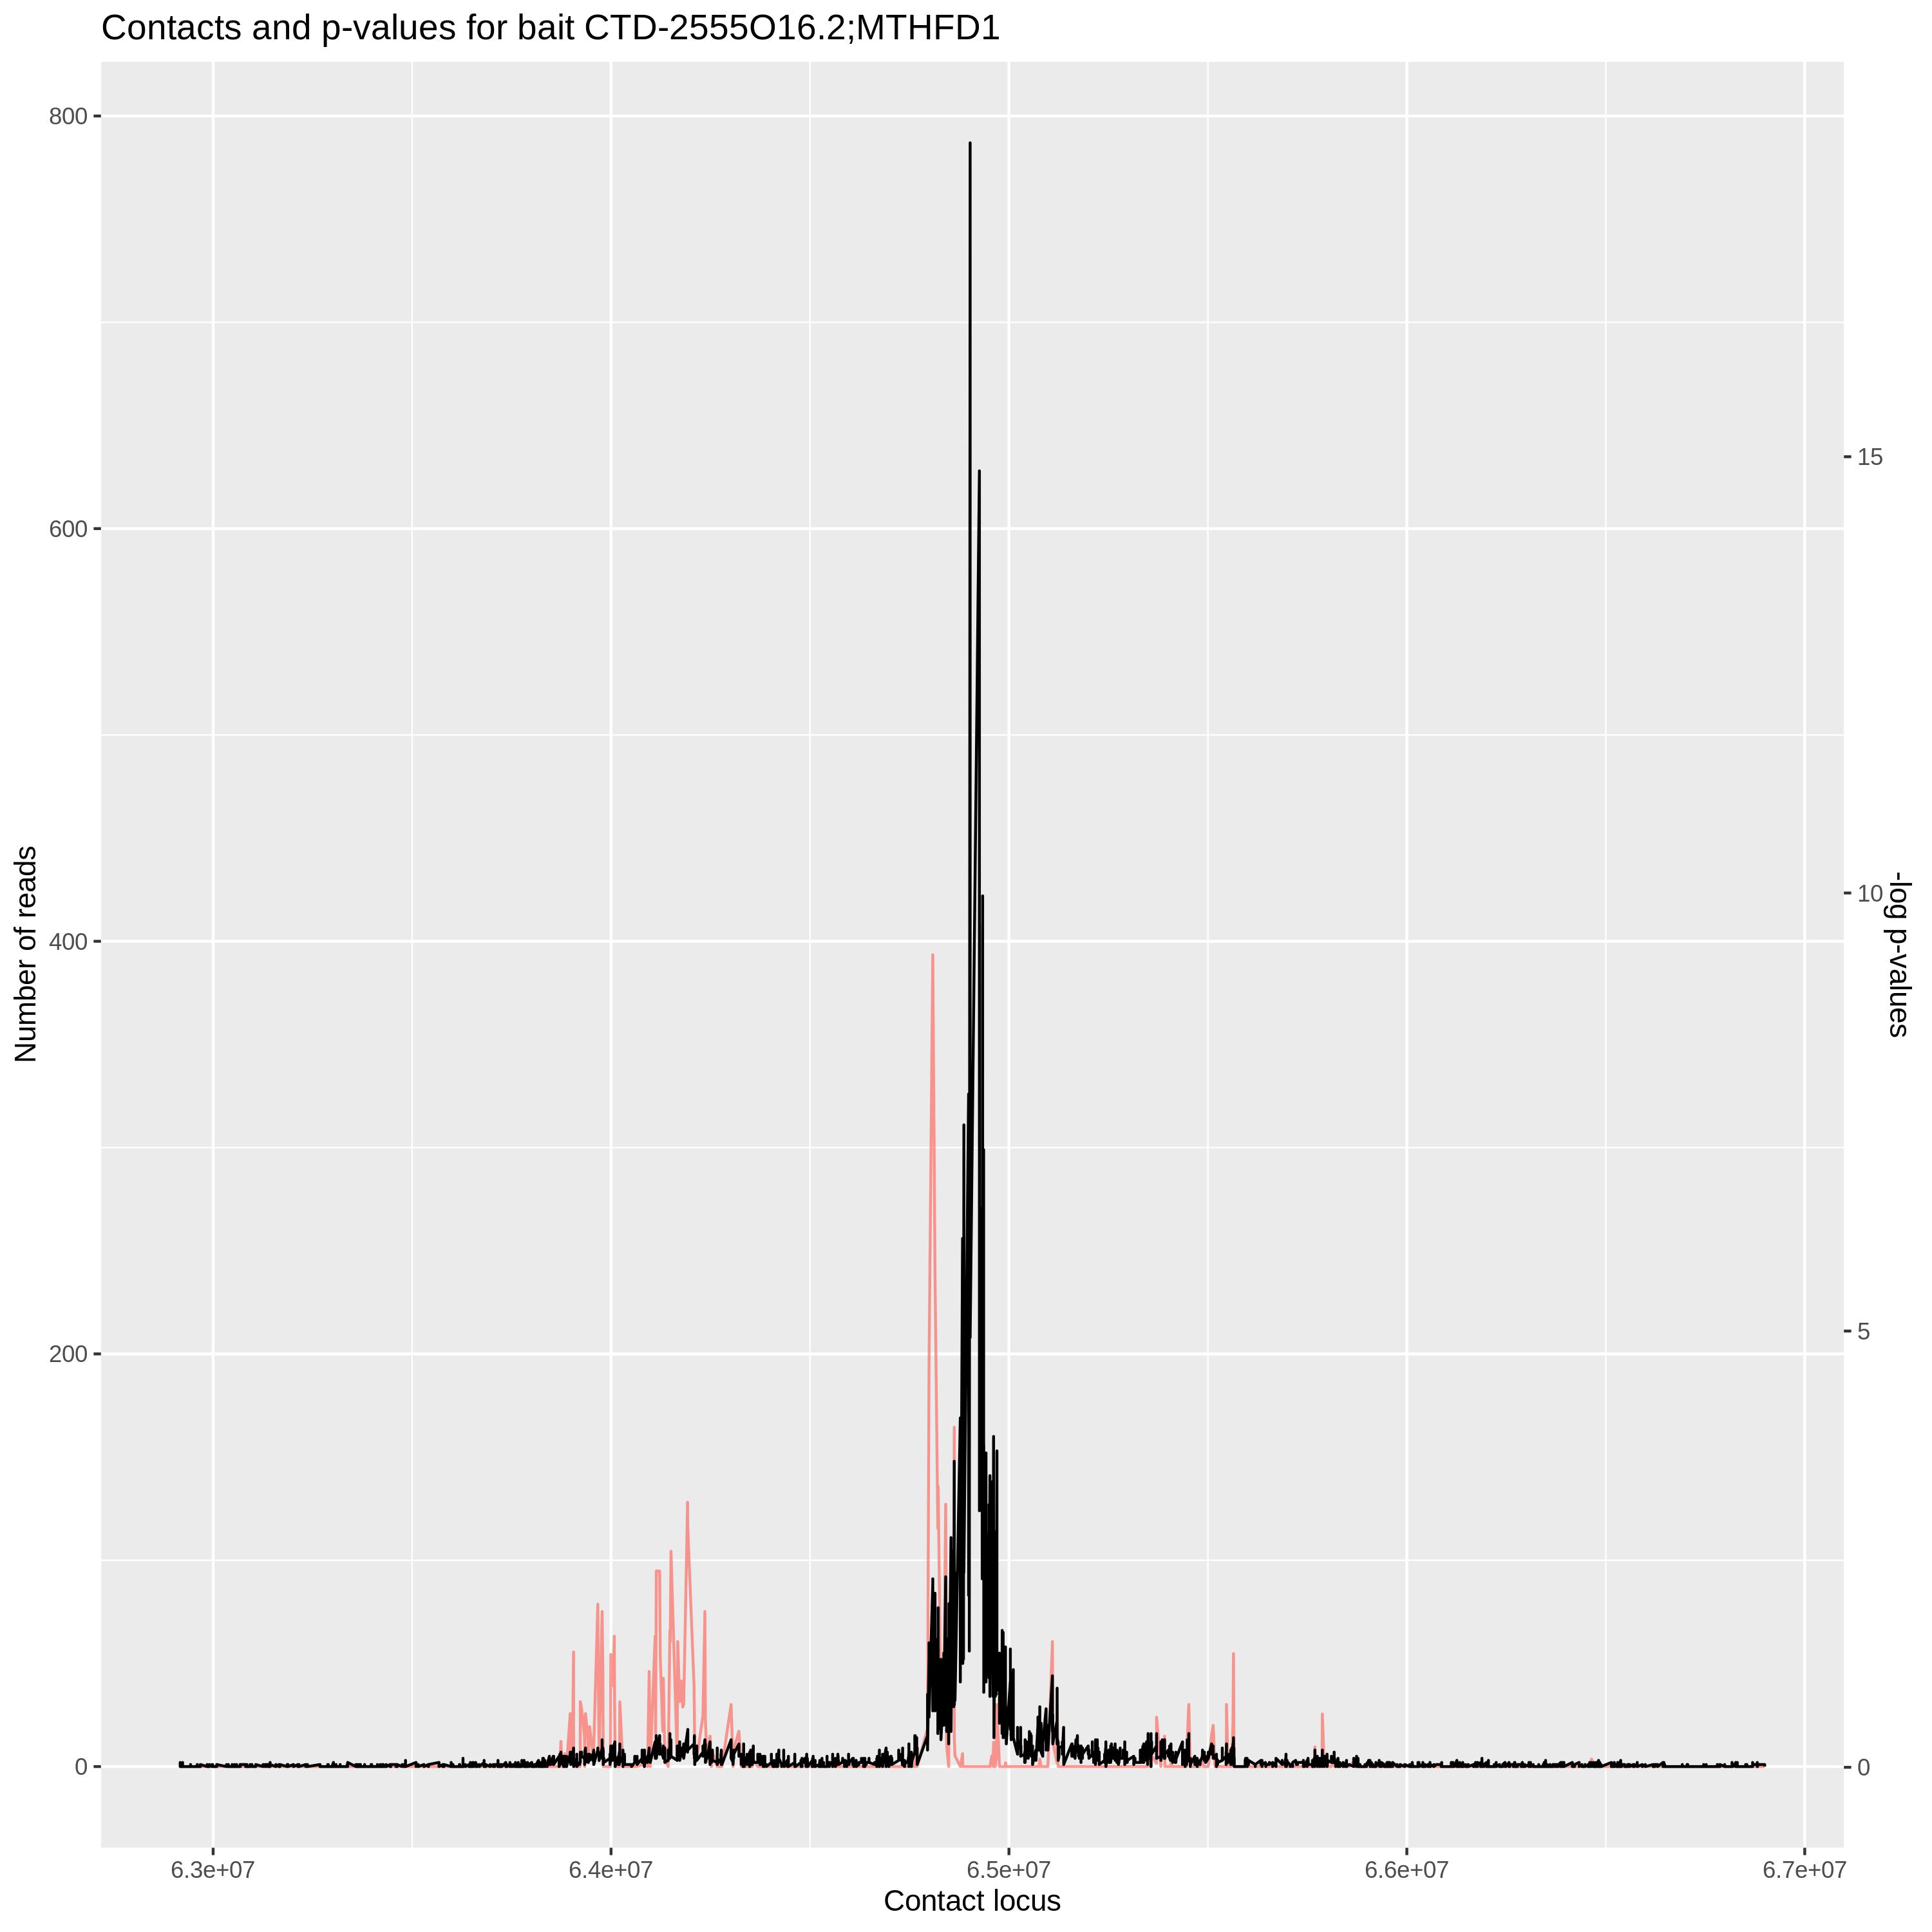 Contacts and p-values for bait CTD-2555O16.2;MTHFD1
800
600
400
200
0
Number of reads
15
10
5
0
-log p-values
6.3e+07 6.4e+07 6.5e+07 6.6e+07 6.7e+07
Contact locus